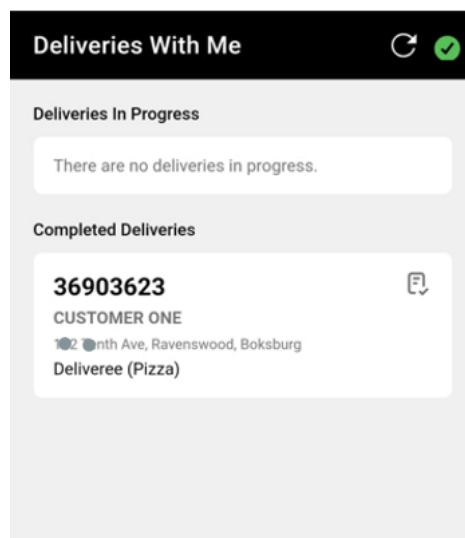 Deliveries With Me
Deliveries In Progress
There are no deliveries in progress.
Completed Deliveries
36903623
CUSTOMER ONE
Ave, Ravenswood, Boksburg
Deliveree (Pizza)